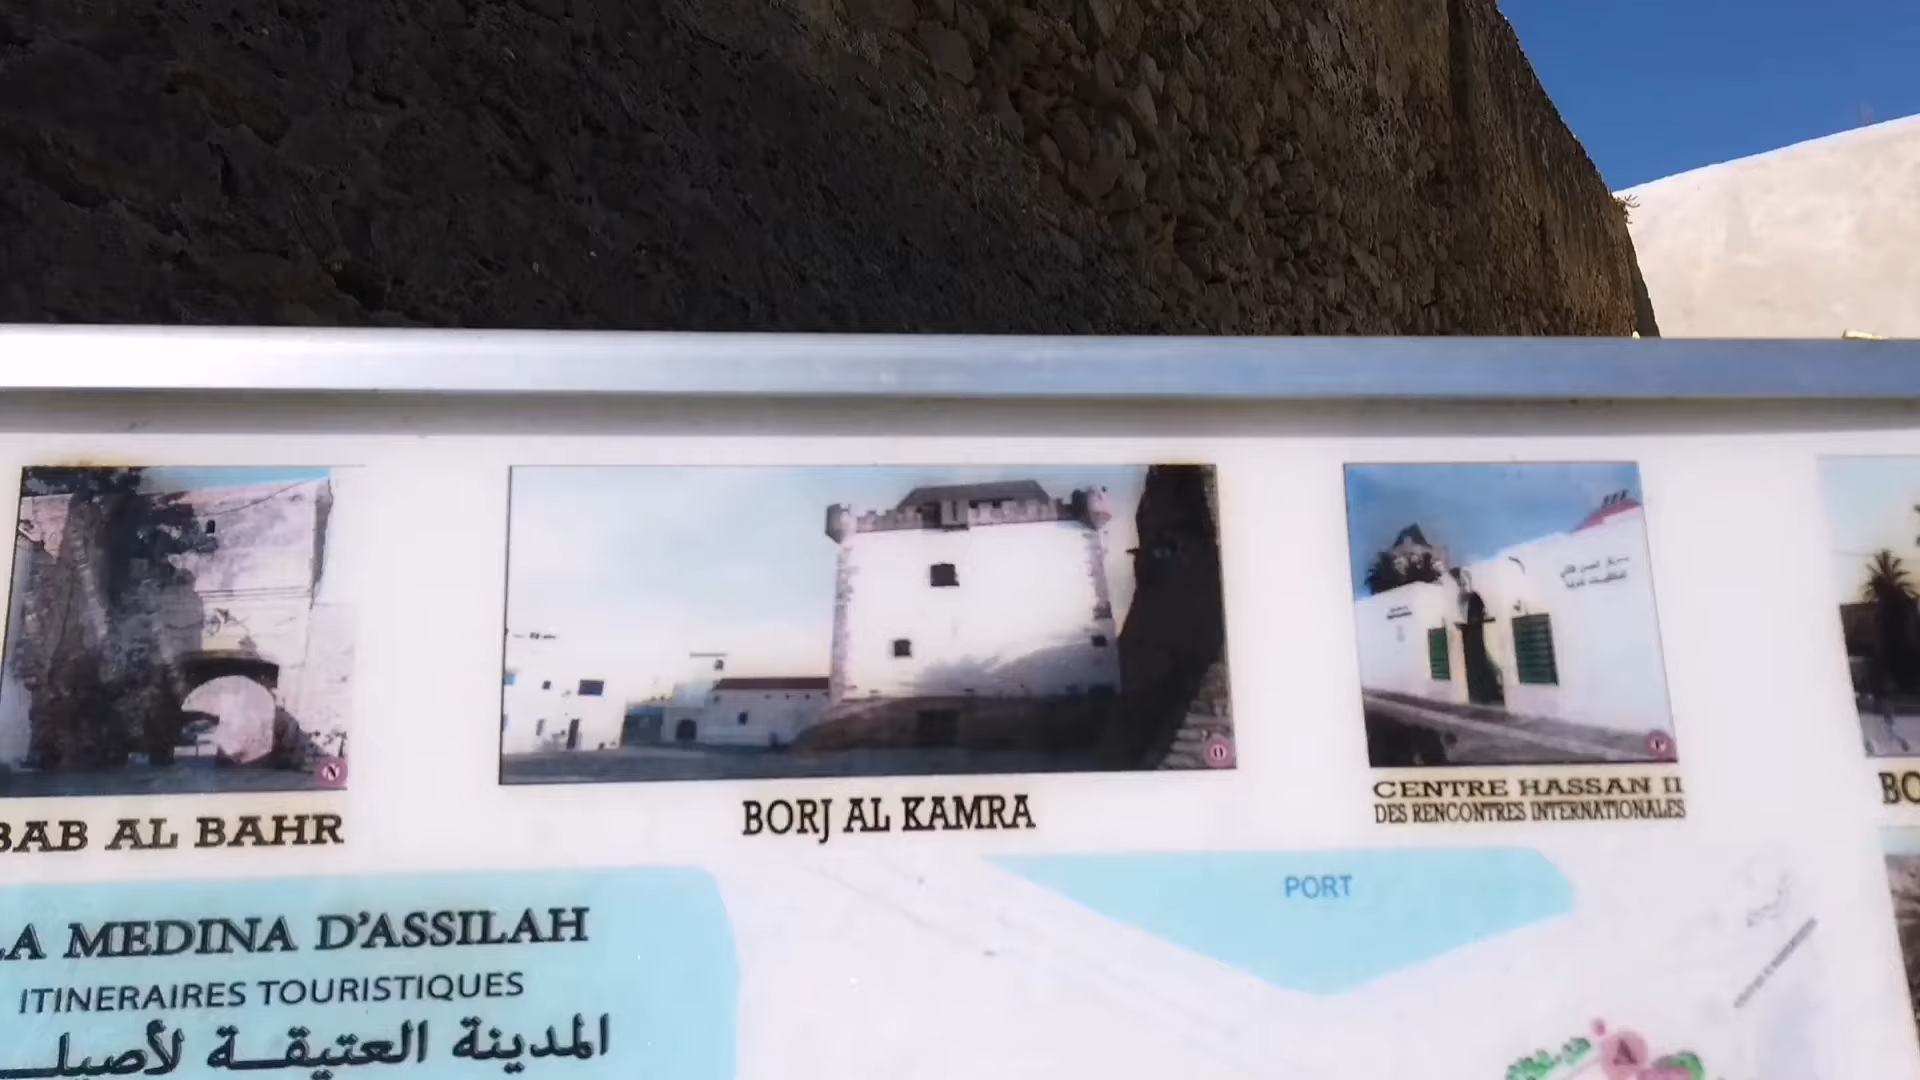 N
BAB AL BAHR
BORJ AL KAMRA
P
CENTRE HASSAN II
DES RENCONTRES INTERNATIONALES
BO
LA MEDINA D'ASSILAH
ITINERAIRES TOURISTIQUES
المدينة العتيقة لأصيل
PORT
A